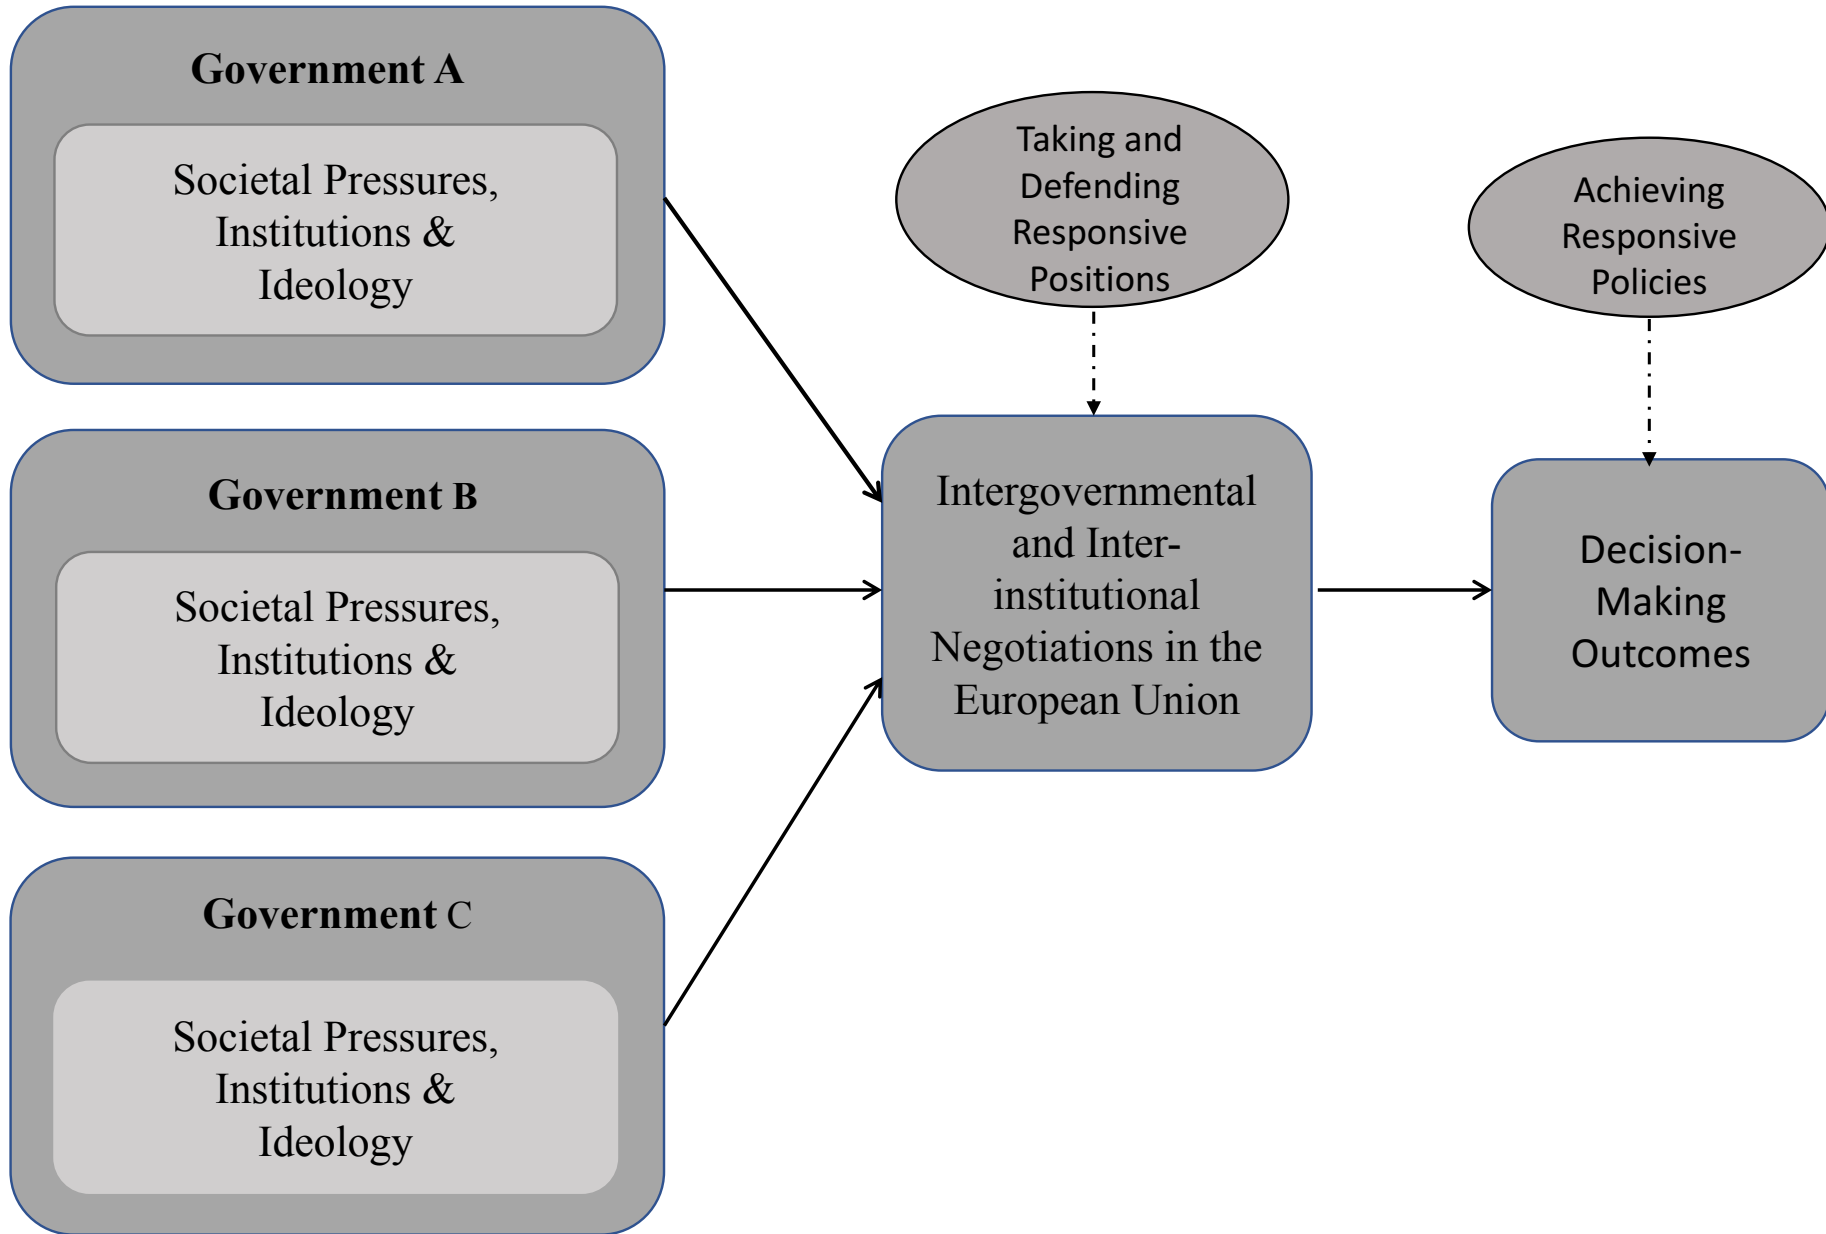 Government A
Societal Pressures,
Institutions &
Ideology
Government B
Societal Pressures,
Institutions &
Ideology
Government C
Societal Pressures,
Institutions &
Ideology
Taking and
Defending
Responsive
Positions
Intergovernmental
and Inter-
institutional
Negotiations in the
European Union
Achieving
Responsive
Policies
Decision-
Making
Outcomes